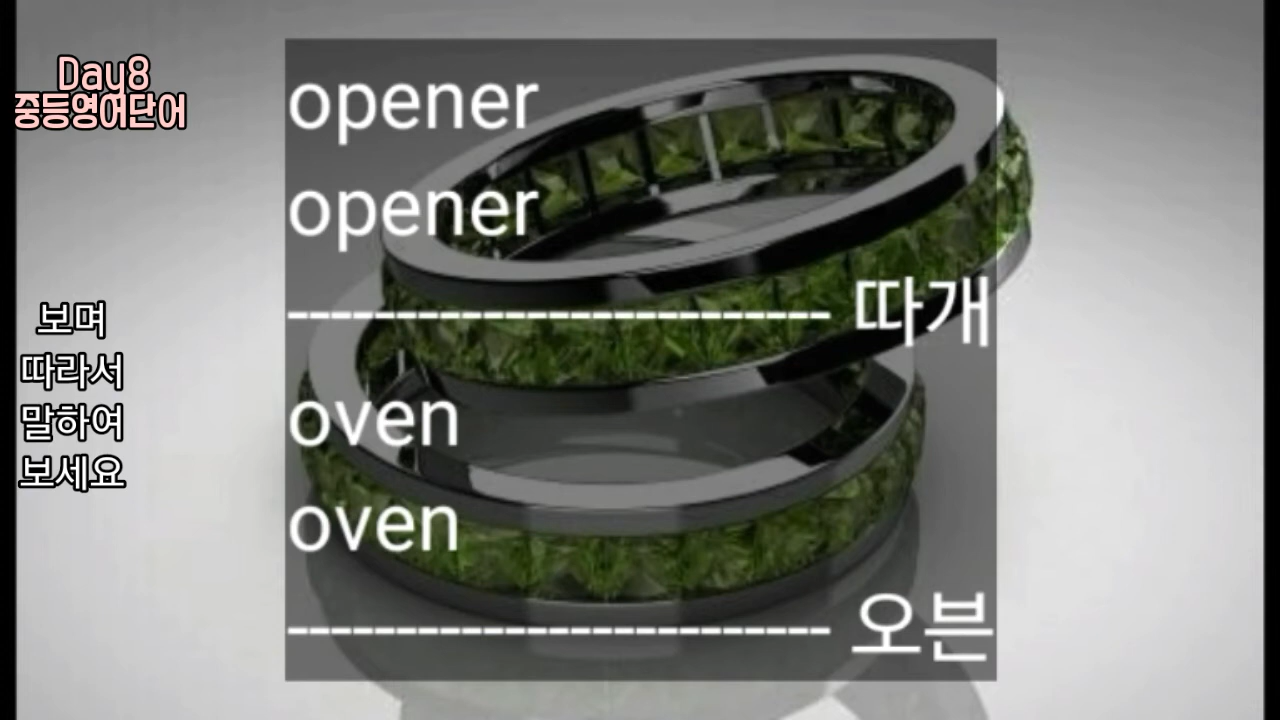 Day8
중등영어단어
보며
따라서
말하여
보세요
opener
opener
------------------------- 따개
oven
oven
------------------------- 오븐